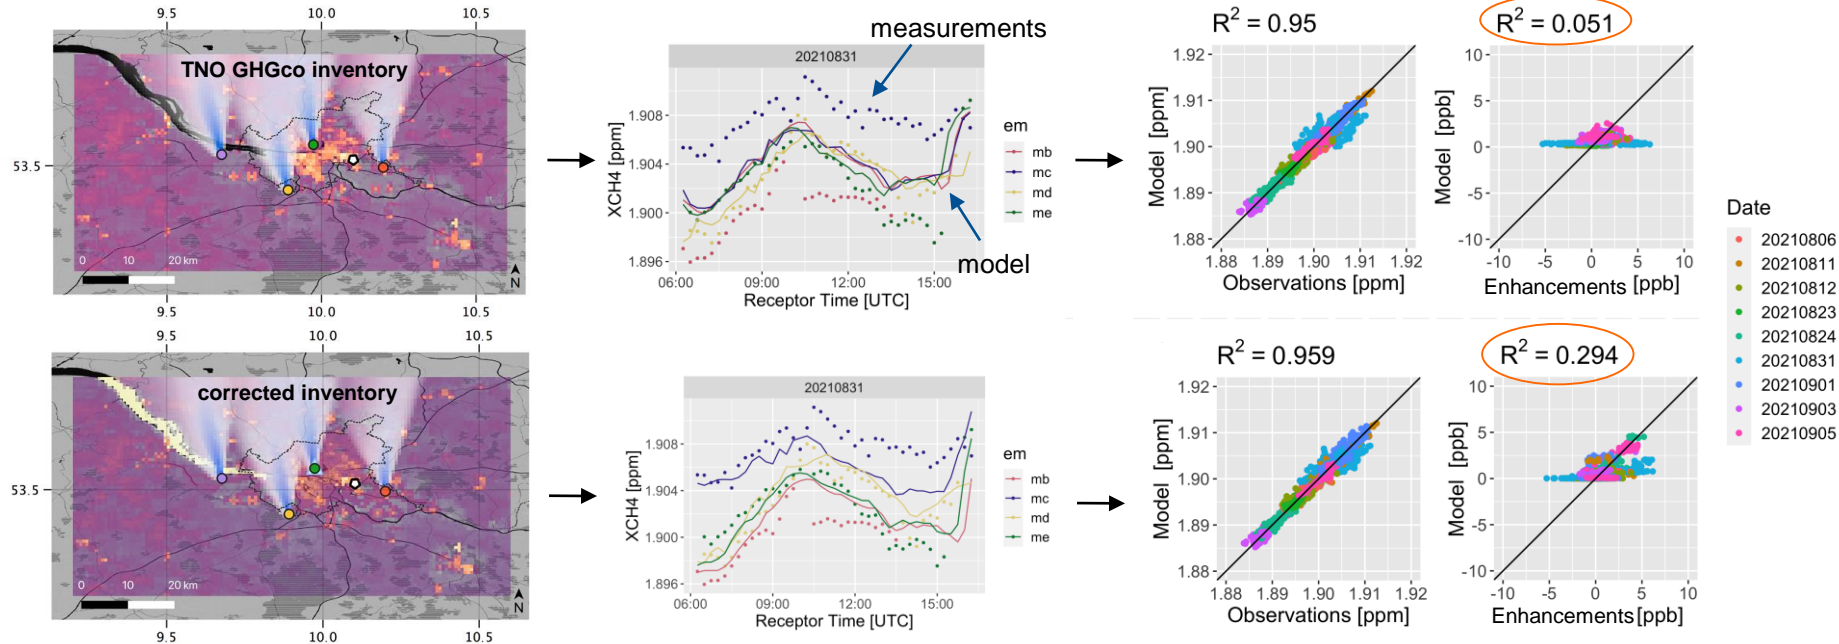 9.5 10.0 10.5
TNO GHGco inventory
53.5
0 10 20 km
N
9.5 10.0 10.5
measurements
20210831
XCH4 [ppm]
1.908
1.904
1.900
1.896
06:00 09:00 12:00 15:00
Receptor Time [UTC]
em
mb
mc
md
me
model
R² = 0.95
Model [ppm]
1.92
1.91
1.90
1.89
1.88
1.88 1.89 1.90 1.91 1.92
Observations [ppm]
R² = 0.051
Model [ppb]
10
5
0
-5
-10
-10 -5 0 5 10
Enhancements [ppb]
Date
20210806
20210811
20210812
20210823
20210824
20210831
20210901
20210903
20210905
9.5 10.0 10.5
corrected inventory
53.5
0 10 20 km
N
9.5 10.0 10.5
20210831
XCH4 [ppm]
1.908
1.904
1.900
1.896
06:00 09:00 12:00 15:00
Receptor Time [UTC]
em
mb
mc
md
me
R² = 0.959
Model [ppm]
1.92
1.91
1.90
1.89
1.88
1.88 1.89 1.90 1.91 1.92
Observations [ppm]
R² = 0.294
Model [ppb]
10
5
0
-5
-10
-10 -5 0 5 10
Enhancements [ppb]